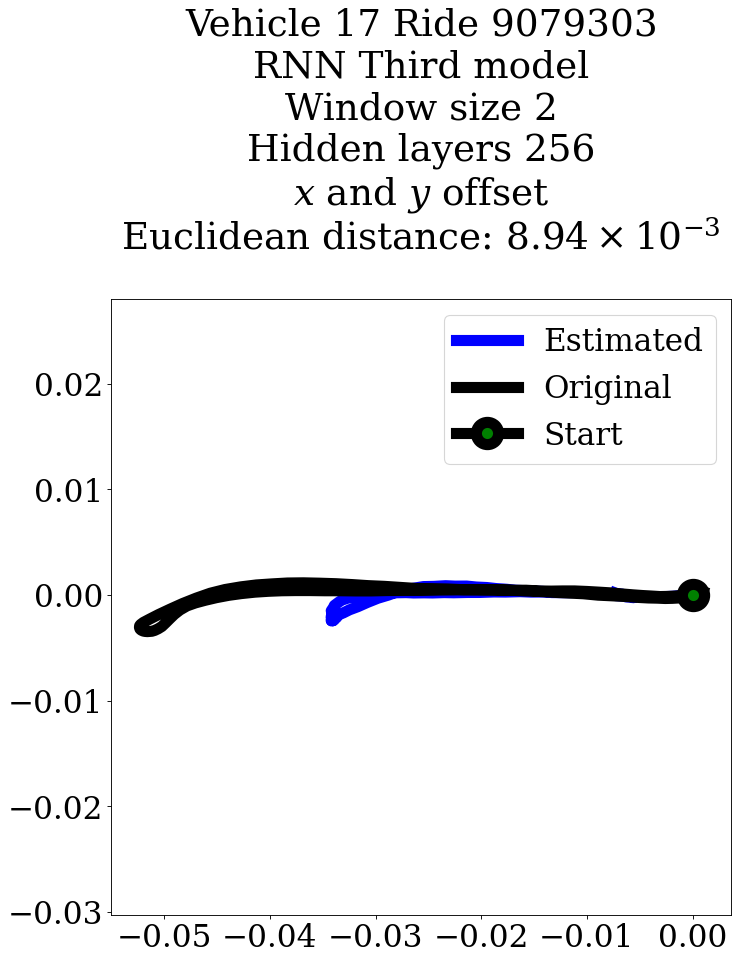 Vehicle 17 Ride 9079303
RNN Third model
Window size 2
Hidden layers 256
x and y offset
Euclidean distance: 8.94 × 10⁻³
Estimated
Original
Start
0.02
0.01
0.00
−0.01
−0.02
−0.03
−0.05 −0.04 −0.03 −0.02 −0.01 0.00